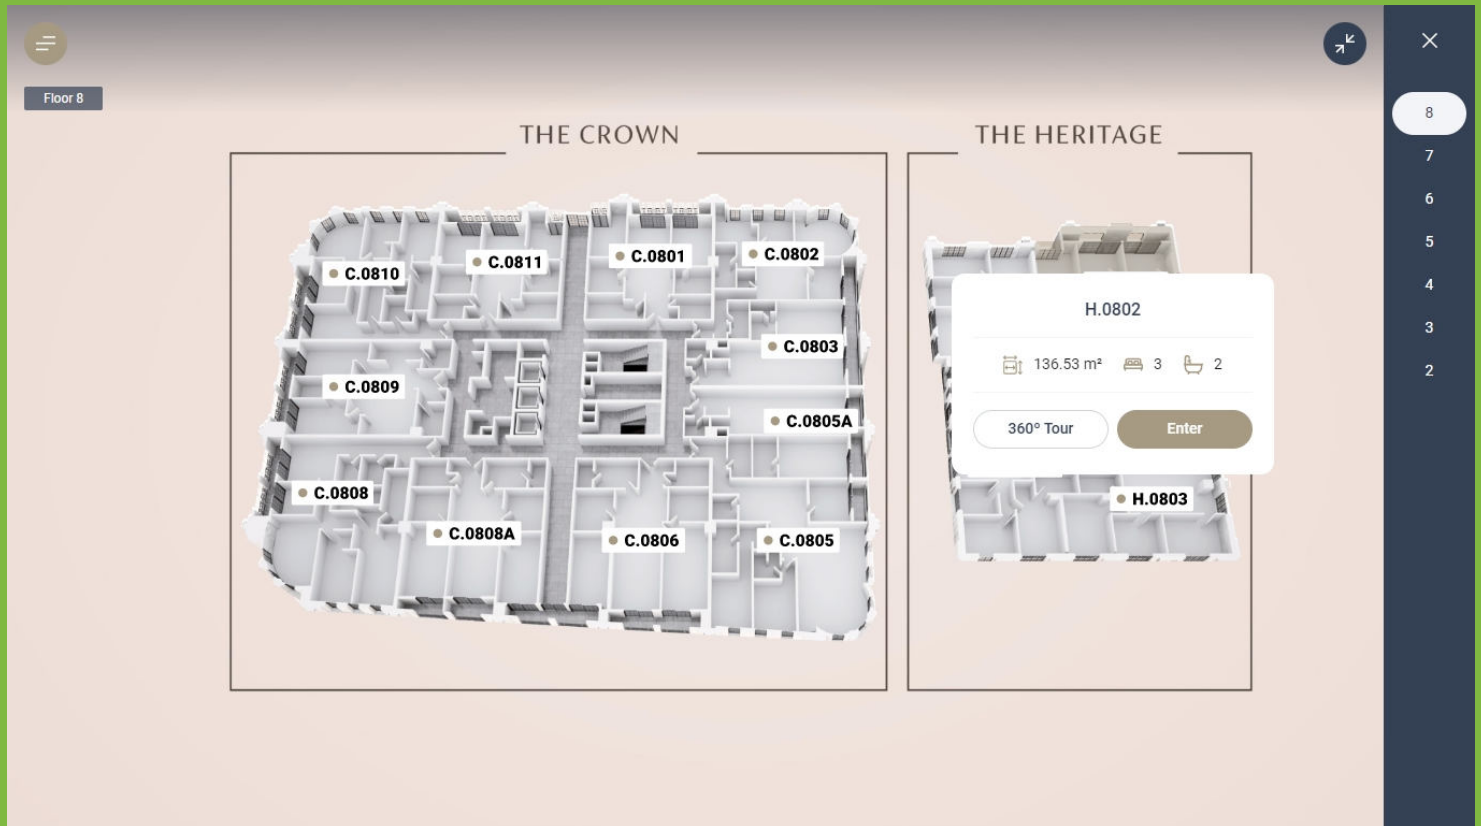 Floor 8
THE CROWN
THE HERITAGE
C.0810
C.0811
C.0801
C.0802
C.0803
C.0809
C.0805A
C.0808
C.0808A
C.0806
C.0805
H.0802
136.53 m² 3 2
360º Tour Enter
H.0803
8
7
6
5
4
3
2